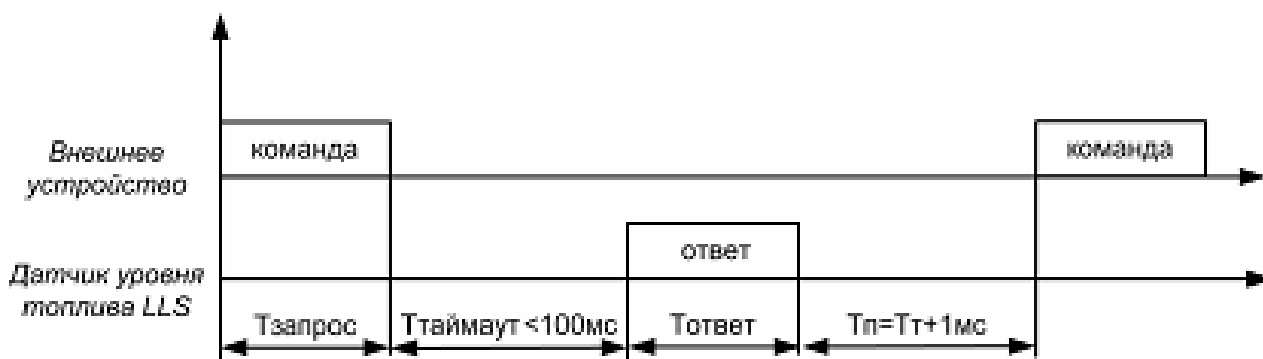 Внешнее
устройство
команда
команда
ответ
Датчик уровня
топлива LLS
Тзапрос
Ттаймаут <100мс
Тответ
Тп=Тт+1мс